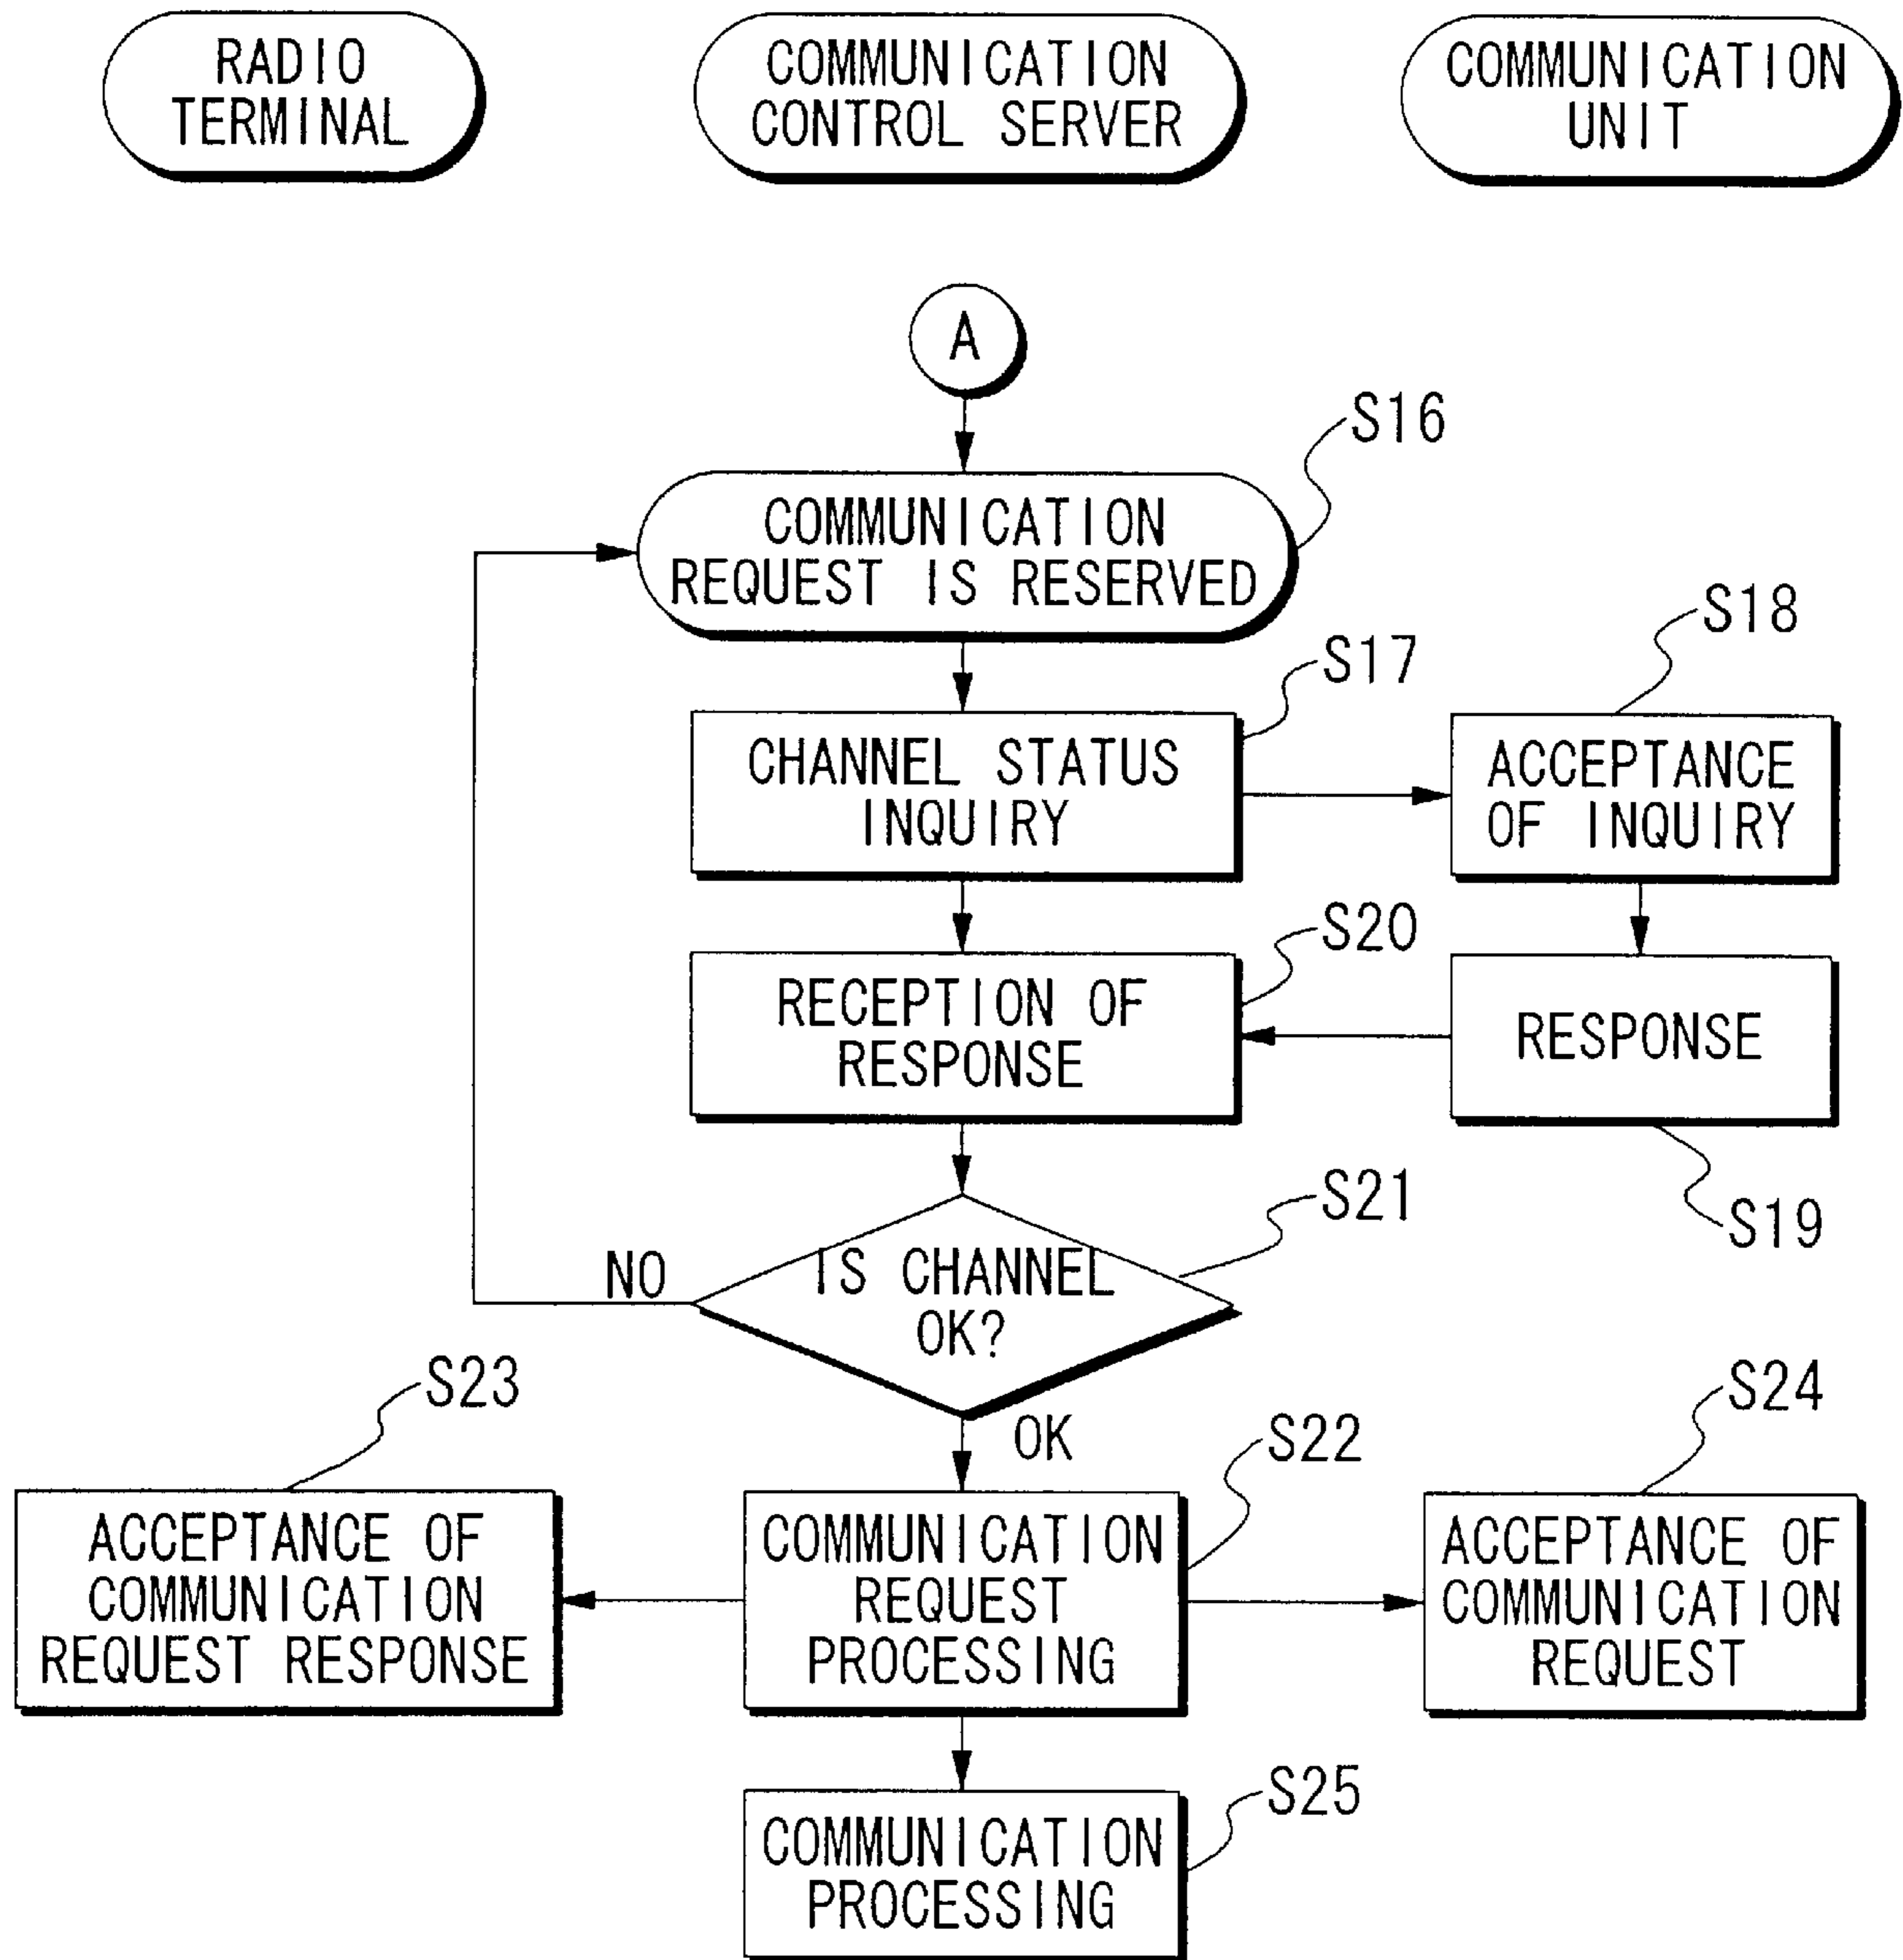 RADIO
TERMINAL
COMMUNICATION
CONTROL SERVER
COMMUNICATION
UNIT
A
S16
COMMUNICATION
REQUEST IS RESERVED
S17
S18
CHANNEL STATUS
INQUIRY
ACCEPTANCE
OF INQUIRY
S20
RECEPTION OF
RESPONSE
RESPONSE
S19
S21
NO
IS CHANNEL
OK?
OK
S23
S22
S24
ACCEPTANCE OF
COMMUNICATION
REQUEST RESPONSE
COMMUNICATION
REQUEST
PROCESSING
ACCEPTANCE OF
COMMUNICATION
REQUEST
S25
COMMUNICATION
PROCESSING